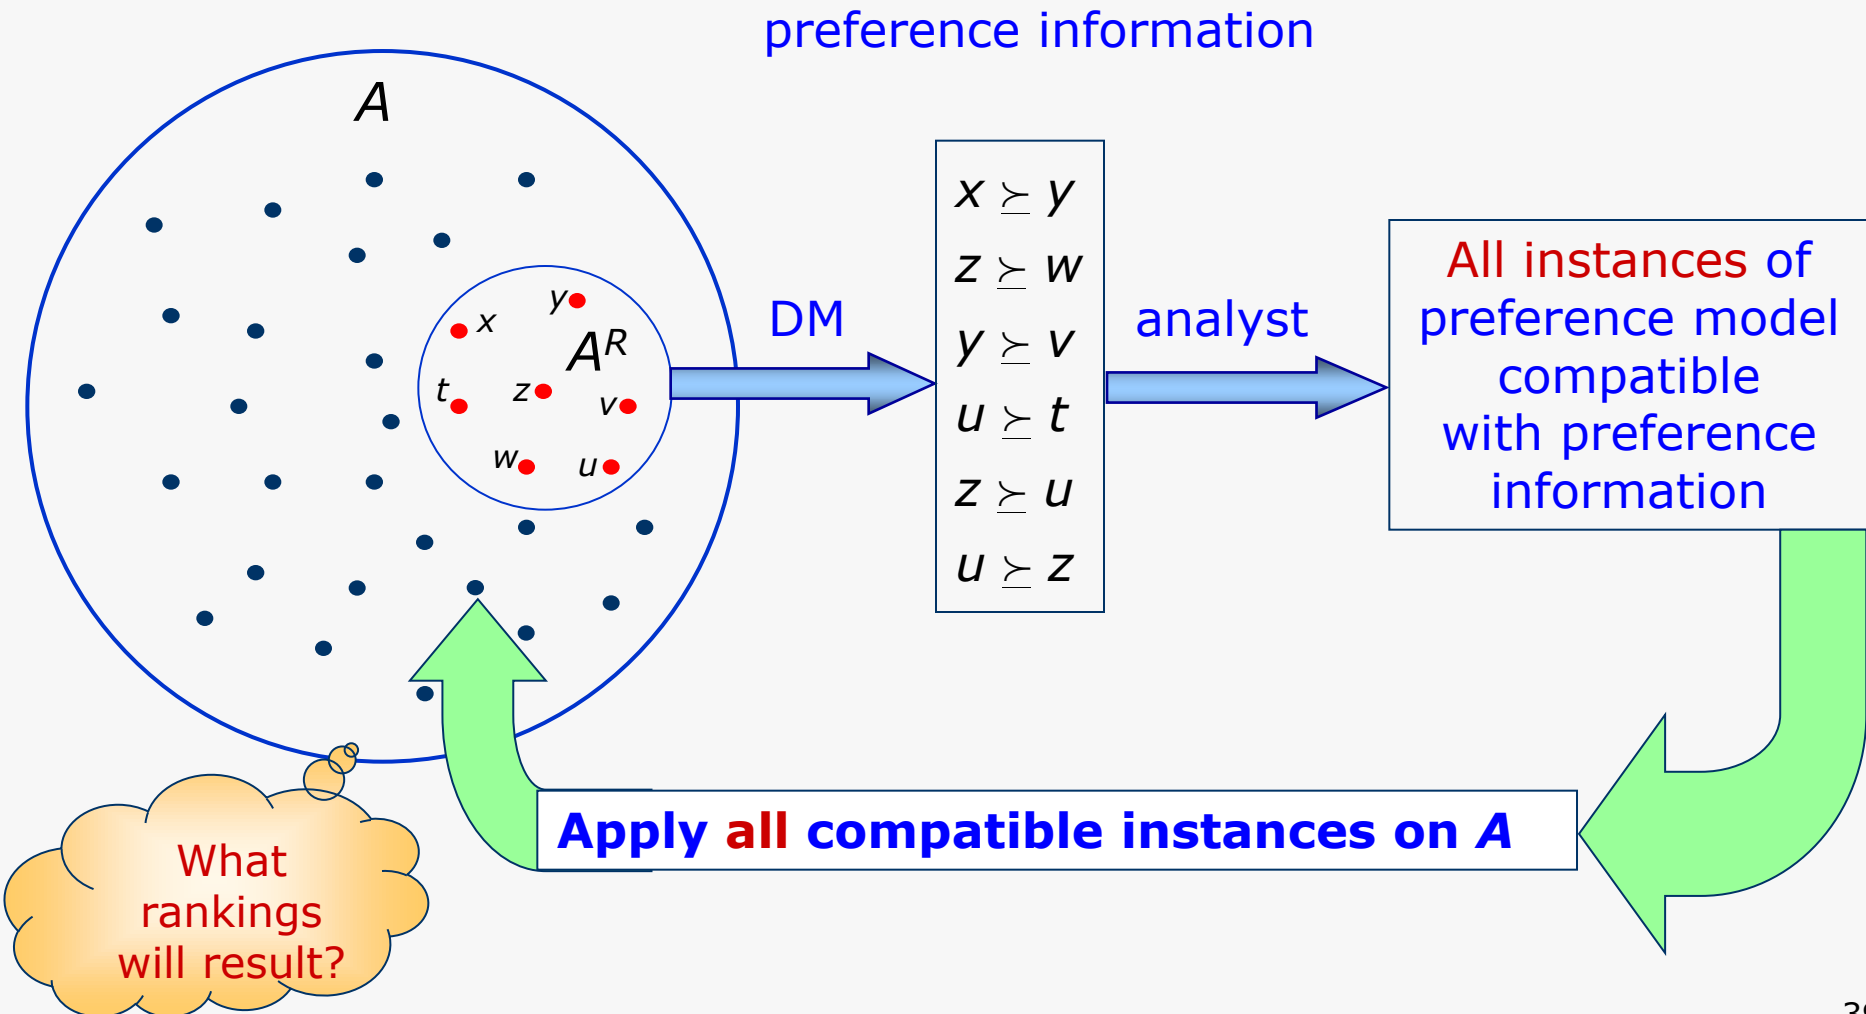 preference information
A
y
x
A^R
t
z
v
w
u
DM
x ≽ y
z ≽ w
y ≽ v
u ≽ t
z ≽ u
u ≽ z
analyst
All instances of
preference model
compatible
with preference
information
Apply all compatible instances on A
What
rankings
will result?